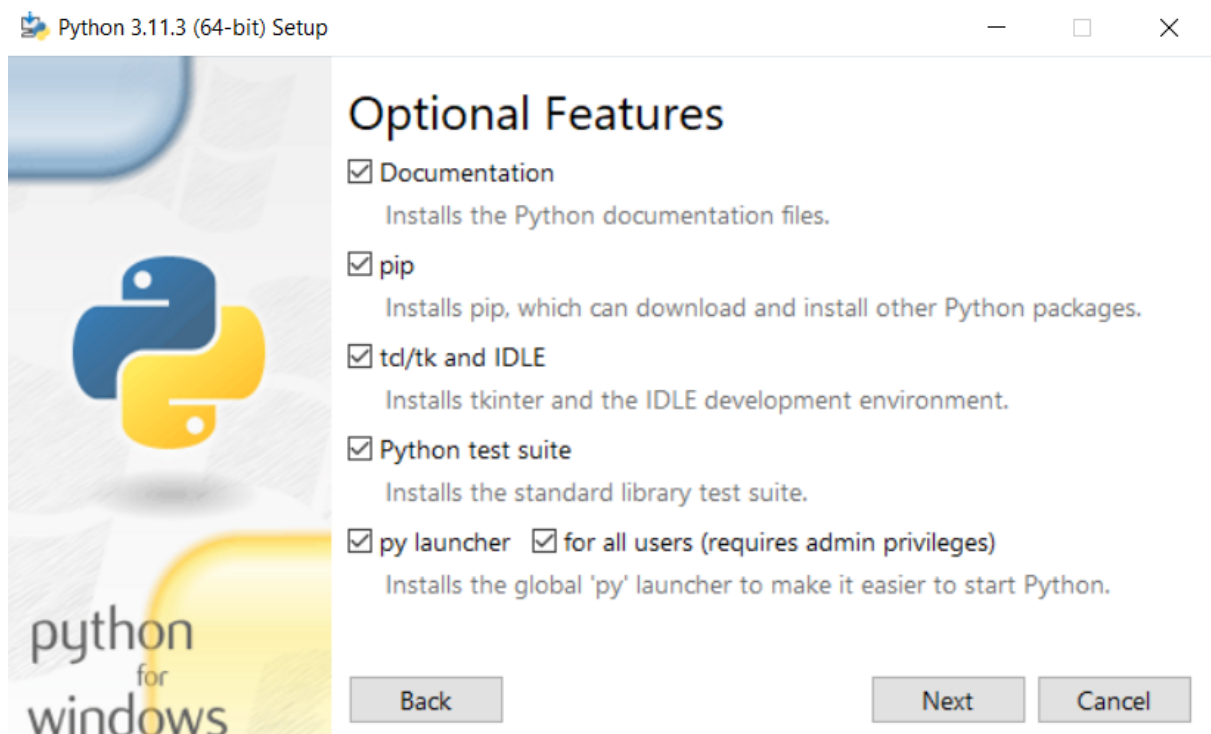 Python 3.11.3 (64-bit) Setup
Optional Features
Documentation
Installs the Python documentation files.
pip
Installs pip, which can download and install other Python packages.
tcl/tk and IDLE
Installs tkinter and the IDLE development environment.
Python test suite
Installs the standard library test suite.
py launcher for all users (requires admin privileges)
Installs the global 'py' launcher to make it easier to start Python.
python
for
windows
Back Next Cancel